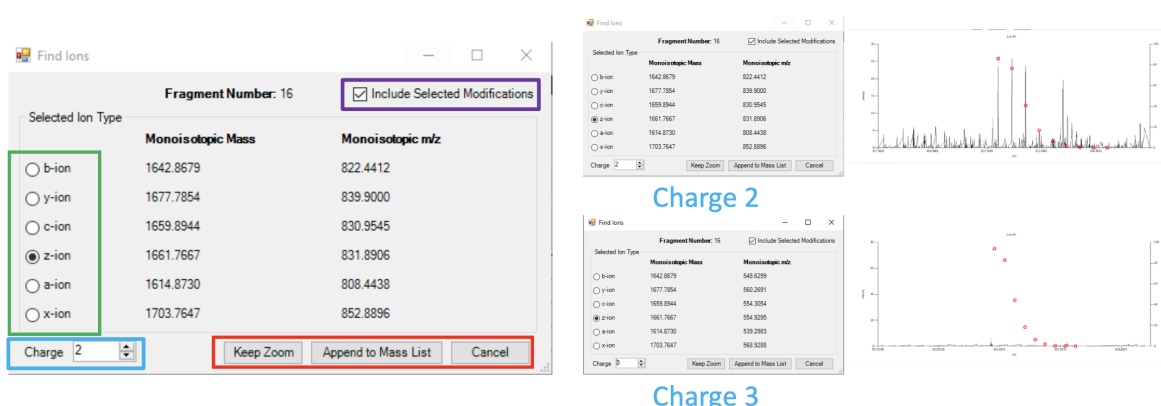 Find Ions
Fragment Number: 16
Include Selected Modifications
Selected Ion Type
Monoisotopic Mass Monoisotopic m/z
b-ion 1642.8679 822.4412
y-ion 1677.7854 839.9000
c-ion 1659.8944 830.9545
z-ion 1661.7667 831.8906
a-ion 1614.8730 808.4438
x-ion 1703.7647 852.8896
Charge 2 Keep Zoom Append to Mass List Cancel
Find Ions
Fragment Number: 16 Include Selected Modifications
Selected Ion Type
Monoisotopic Mass Monoisotopic m/z
b-ion 1642.8679 822.4412
y-ion 1677.7854 839.9000
c-ion 1659.8944 830.9545
z-ion 1661.7667 831.8906
a-ion 1614.8730 808.4438
x-ion 1703.7647 852.8896
Charge 2 Keep Zoom Append to Mass List Cancel
Charge 2
Find Ions
Fragment Number: 16 Include Selected Modifications
Selected Ion Type
Monoisotopic Mass Monoisotopic m/z
b-ion 1642.8679 548.6299
y-ion 1677.7854 560.2691
c-ion 1659.8944 554.3054
z-ion 1661.7667 554.9295
a-ion 1614.8730 539.2983
x-ion 1703.7647 568.9288
Charge 3 Keep Zoom Append to Mass List Cancel
Charge 3